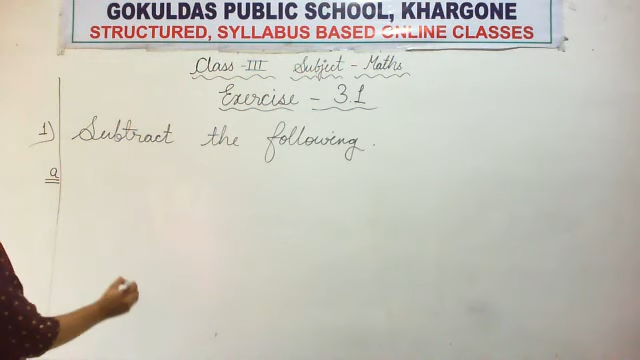 GOKULDAS PUBLIC SCHOOL, KHARGONE
STRUCTURED, SYLLABUS BASED ONLINE CLASSES
Class-III Subject - Maths
Exercise - 3.1
1) Subtract the following.
a